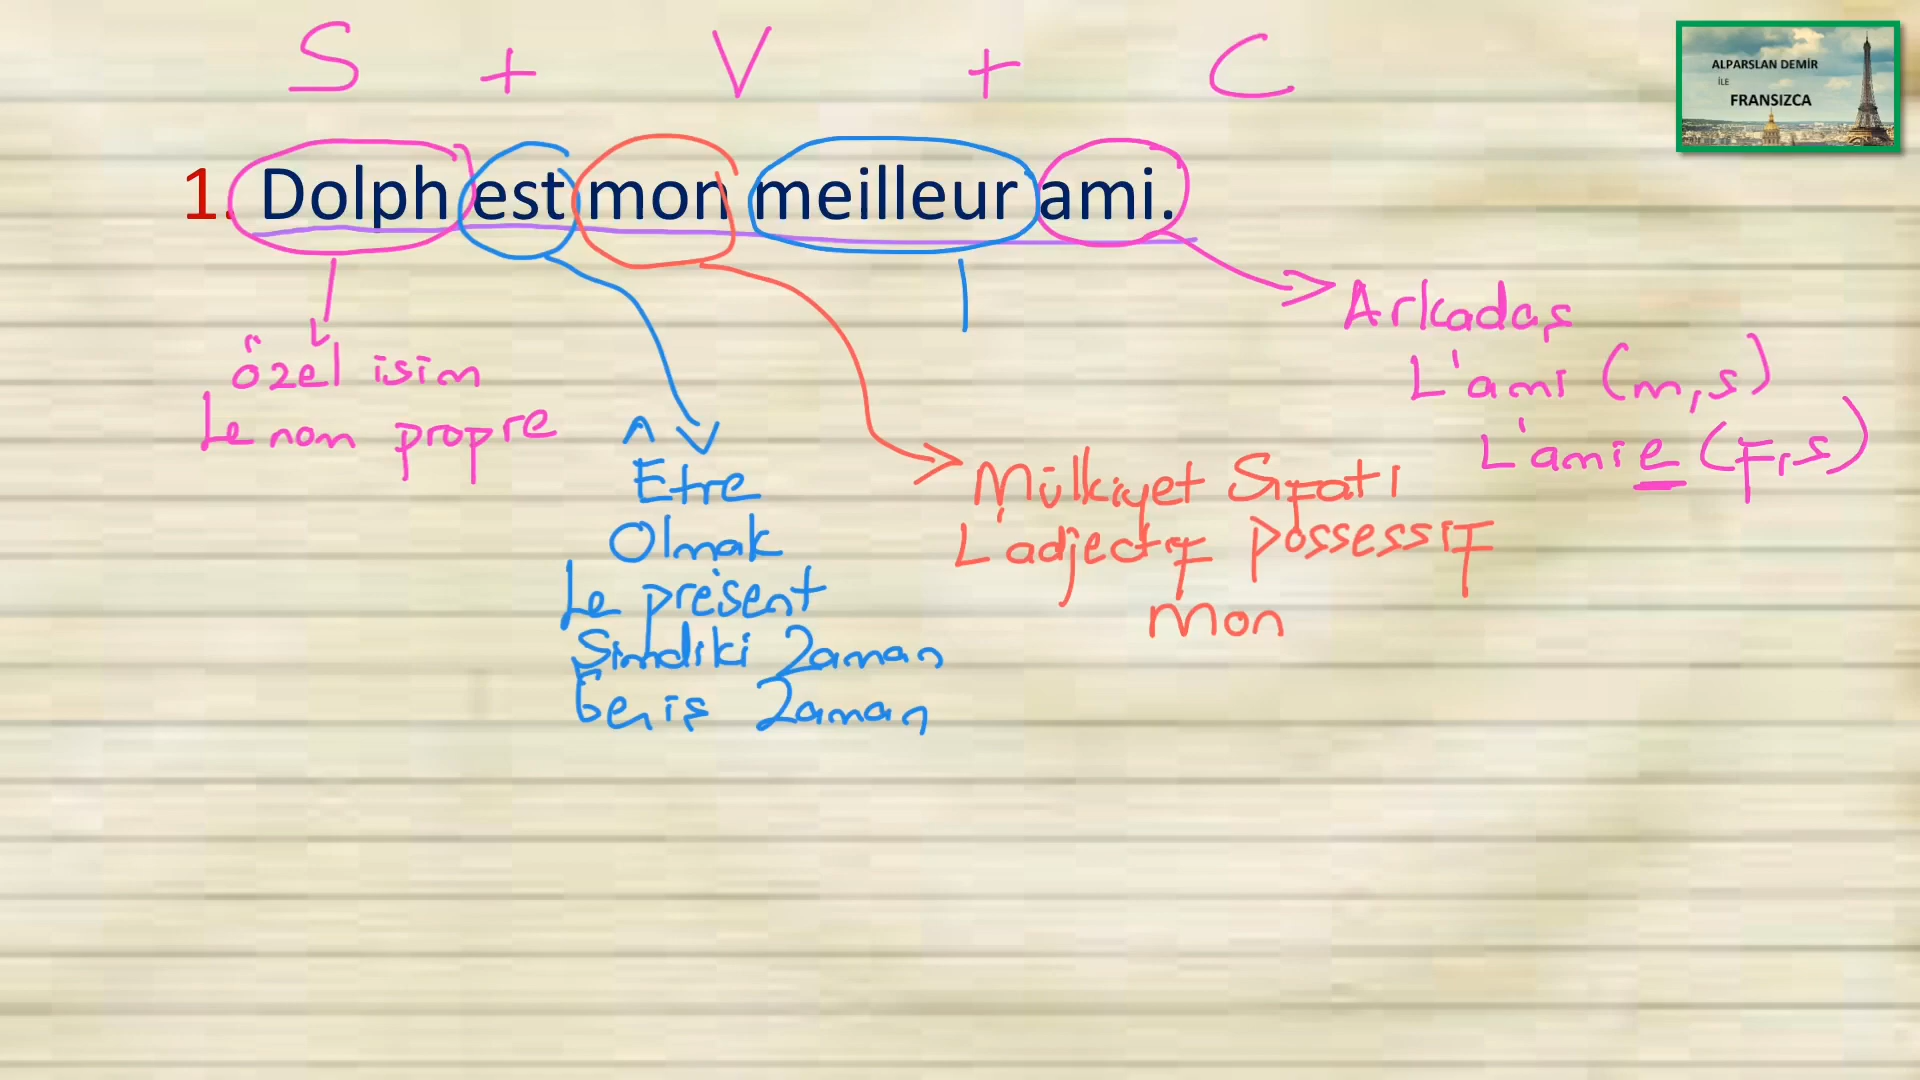 S + V + C
ALPARSLAN DEMİR
İLE
FRANSIZCA
1. Dolph est mon meilleur ami.
özel isim
Le nom propre
Etre
Olmak
Le présent
Simdiki Zaman
Geniş Zaman
Mülkiyet Sıfatı
L'adjectif possessif
Mon
Arkadaş
L'ami (m,s)
L'amie (F,s)